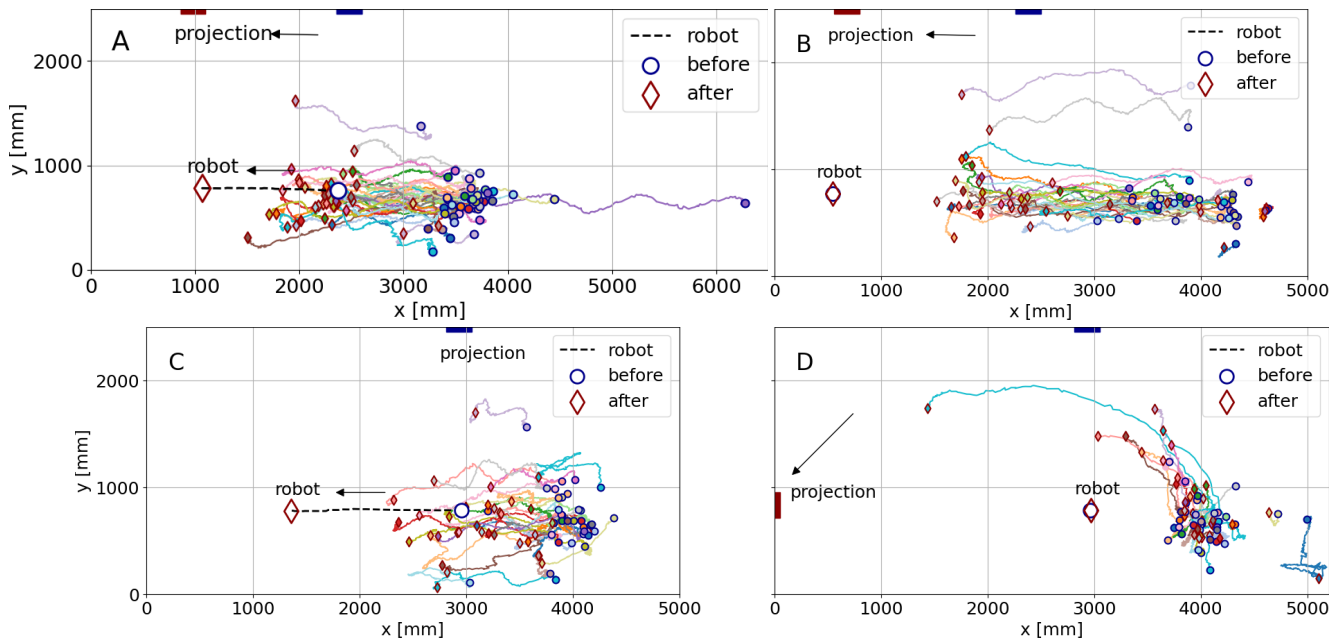 A
projection
robot
before
after
2000
1000
0
robot
y [mm]
0
1000
2000
3000
4000
5000
6000
x [mm]
B
projection
robot
before
after
robot
0
1000
2000
3000
4000
5000
x [mm]
C
projection
robot
before
after
2000
1000
0
robot
y [mm]
0
1000
2000
3000
4000
5000
x [mm]
D
robot
before
after
projection
robot
0
1000
2000
3000
4000
5000
x [mm]